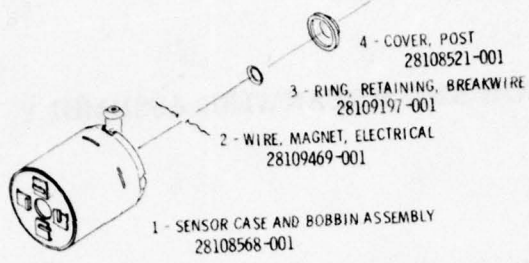 4 - COVER, POST
28108521-001
3 - RING, RETAINING, BREAKWIRE
28109197-001
2 - WIRE, MAGNET, ELECTRICAL
28109469-001
1 - SENSOR CASE AND BOBBIN ASSEMBLY
28108568-001